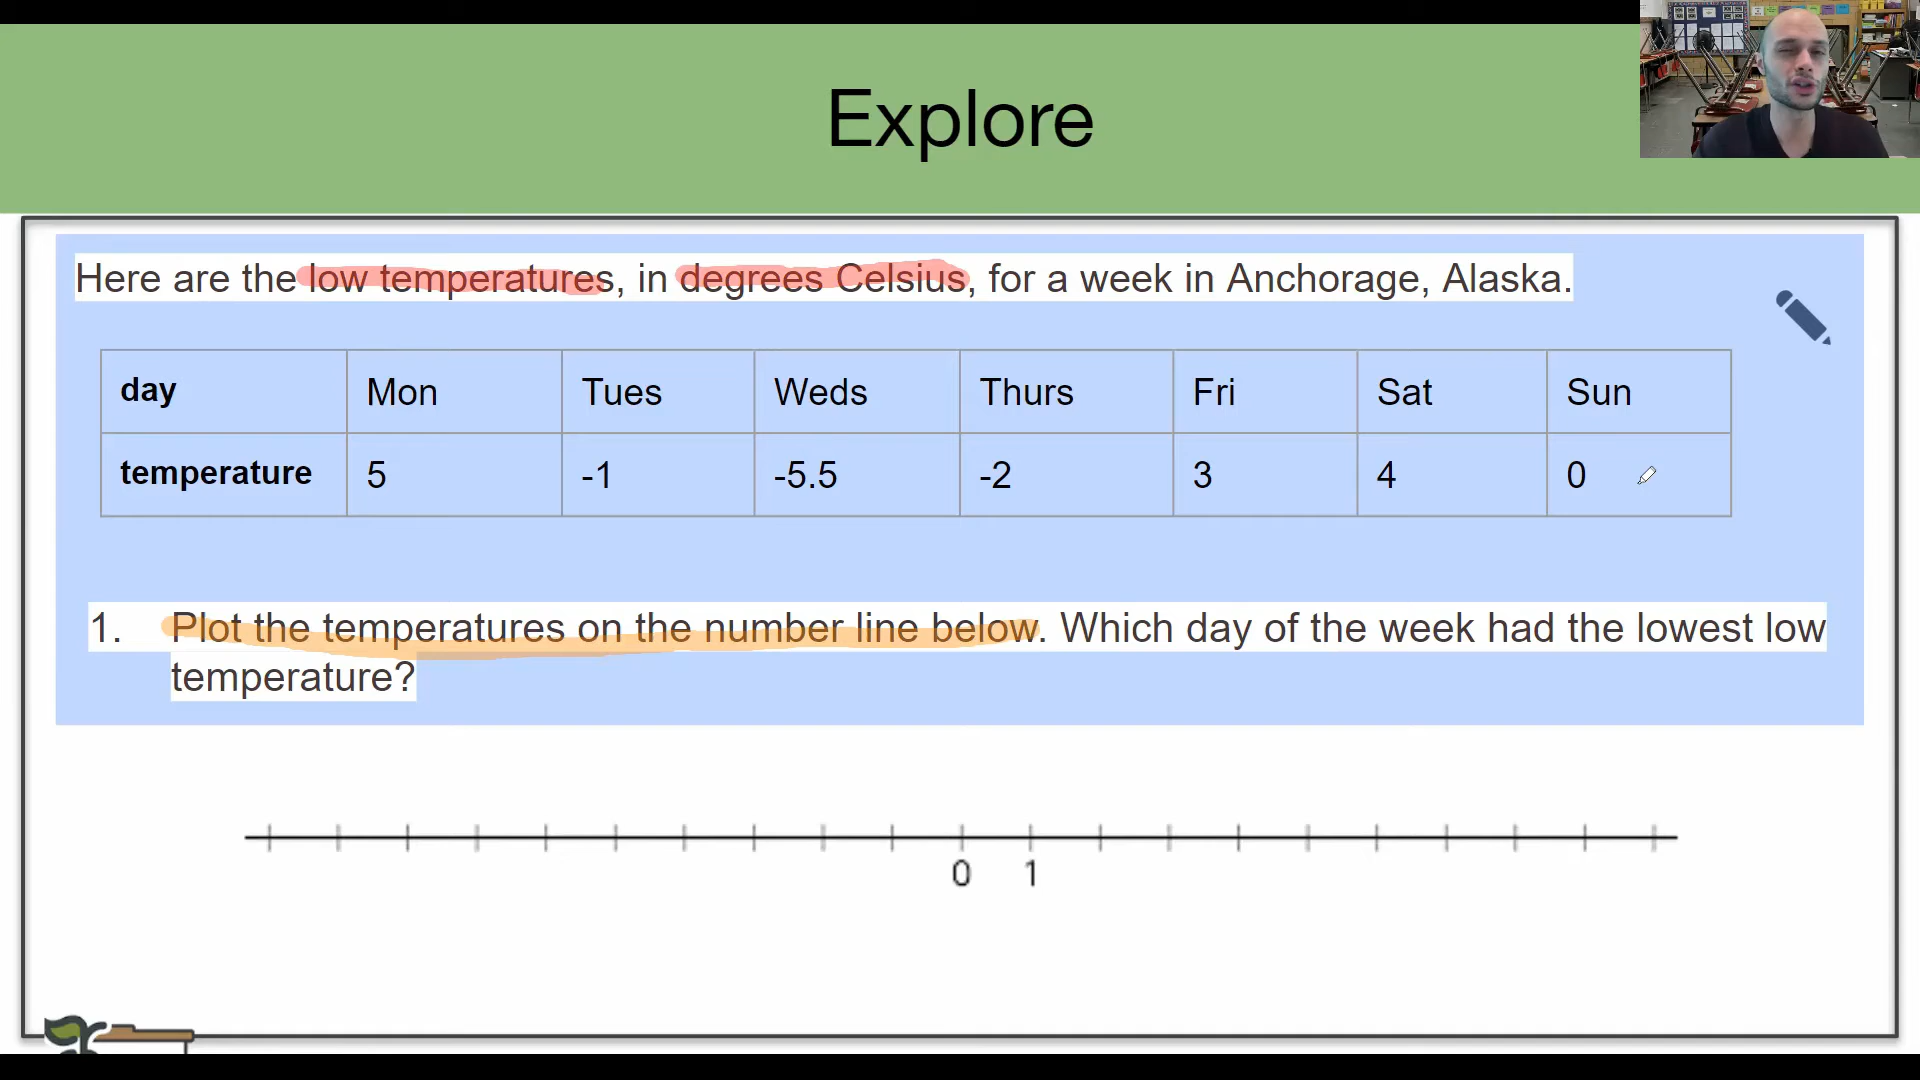 Explore
Here are the low temperatures, in degrees Celsius, for a week in Anchorage, Alaska.
day Mon Tues Weds Thurs Fri Sat Sun
temperature 5 -1 -5.5 -2 3 4 0
1. Plot the temperatures on the number line below. Which day of the week had the lowest low
temperature?
0 1